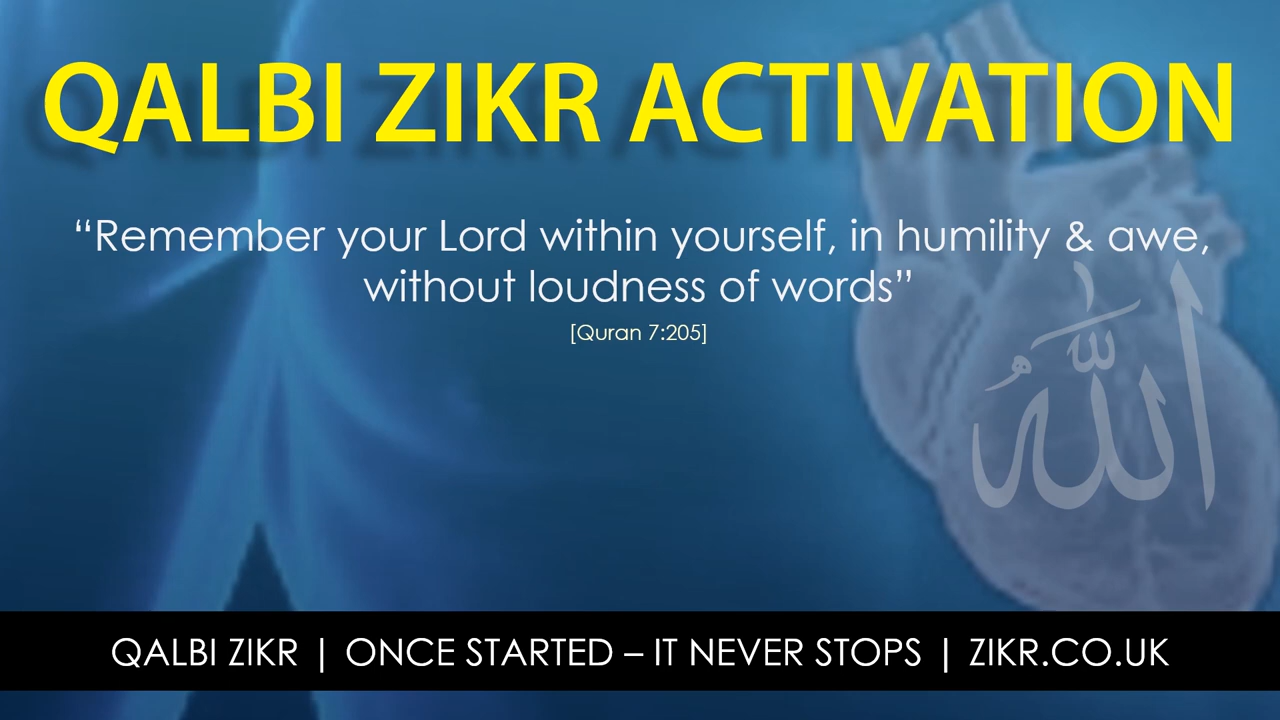 QALBI ZIKR ACTIVATION
“Remember your Lord within yourself, in humility & awe,
without loudness of words”
[Quran 7:205]
الله
QALBI ZIKR | ONCE STARTED – IT NEVER STOPS | ZIKR.CO.UK